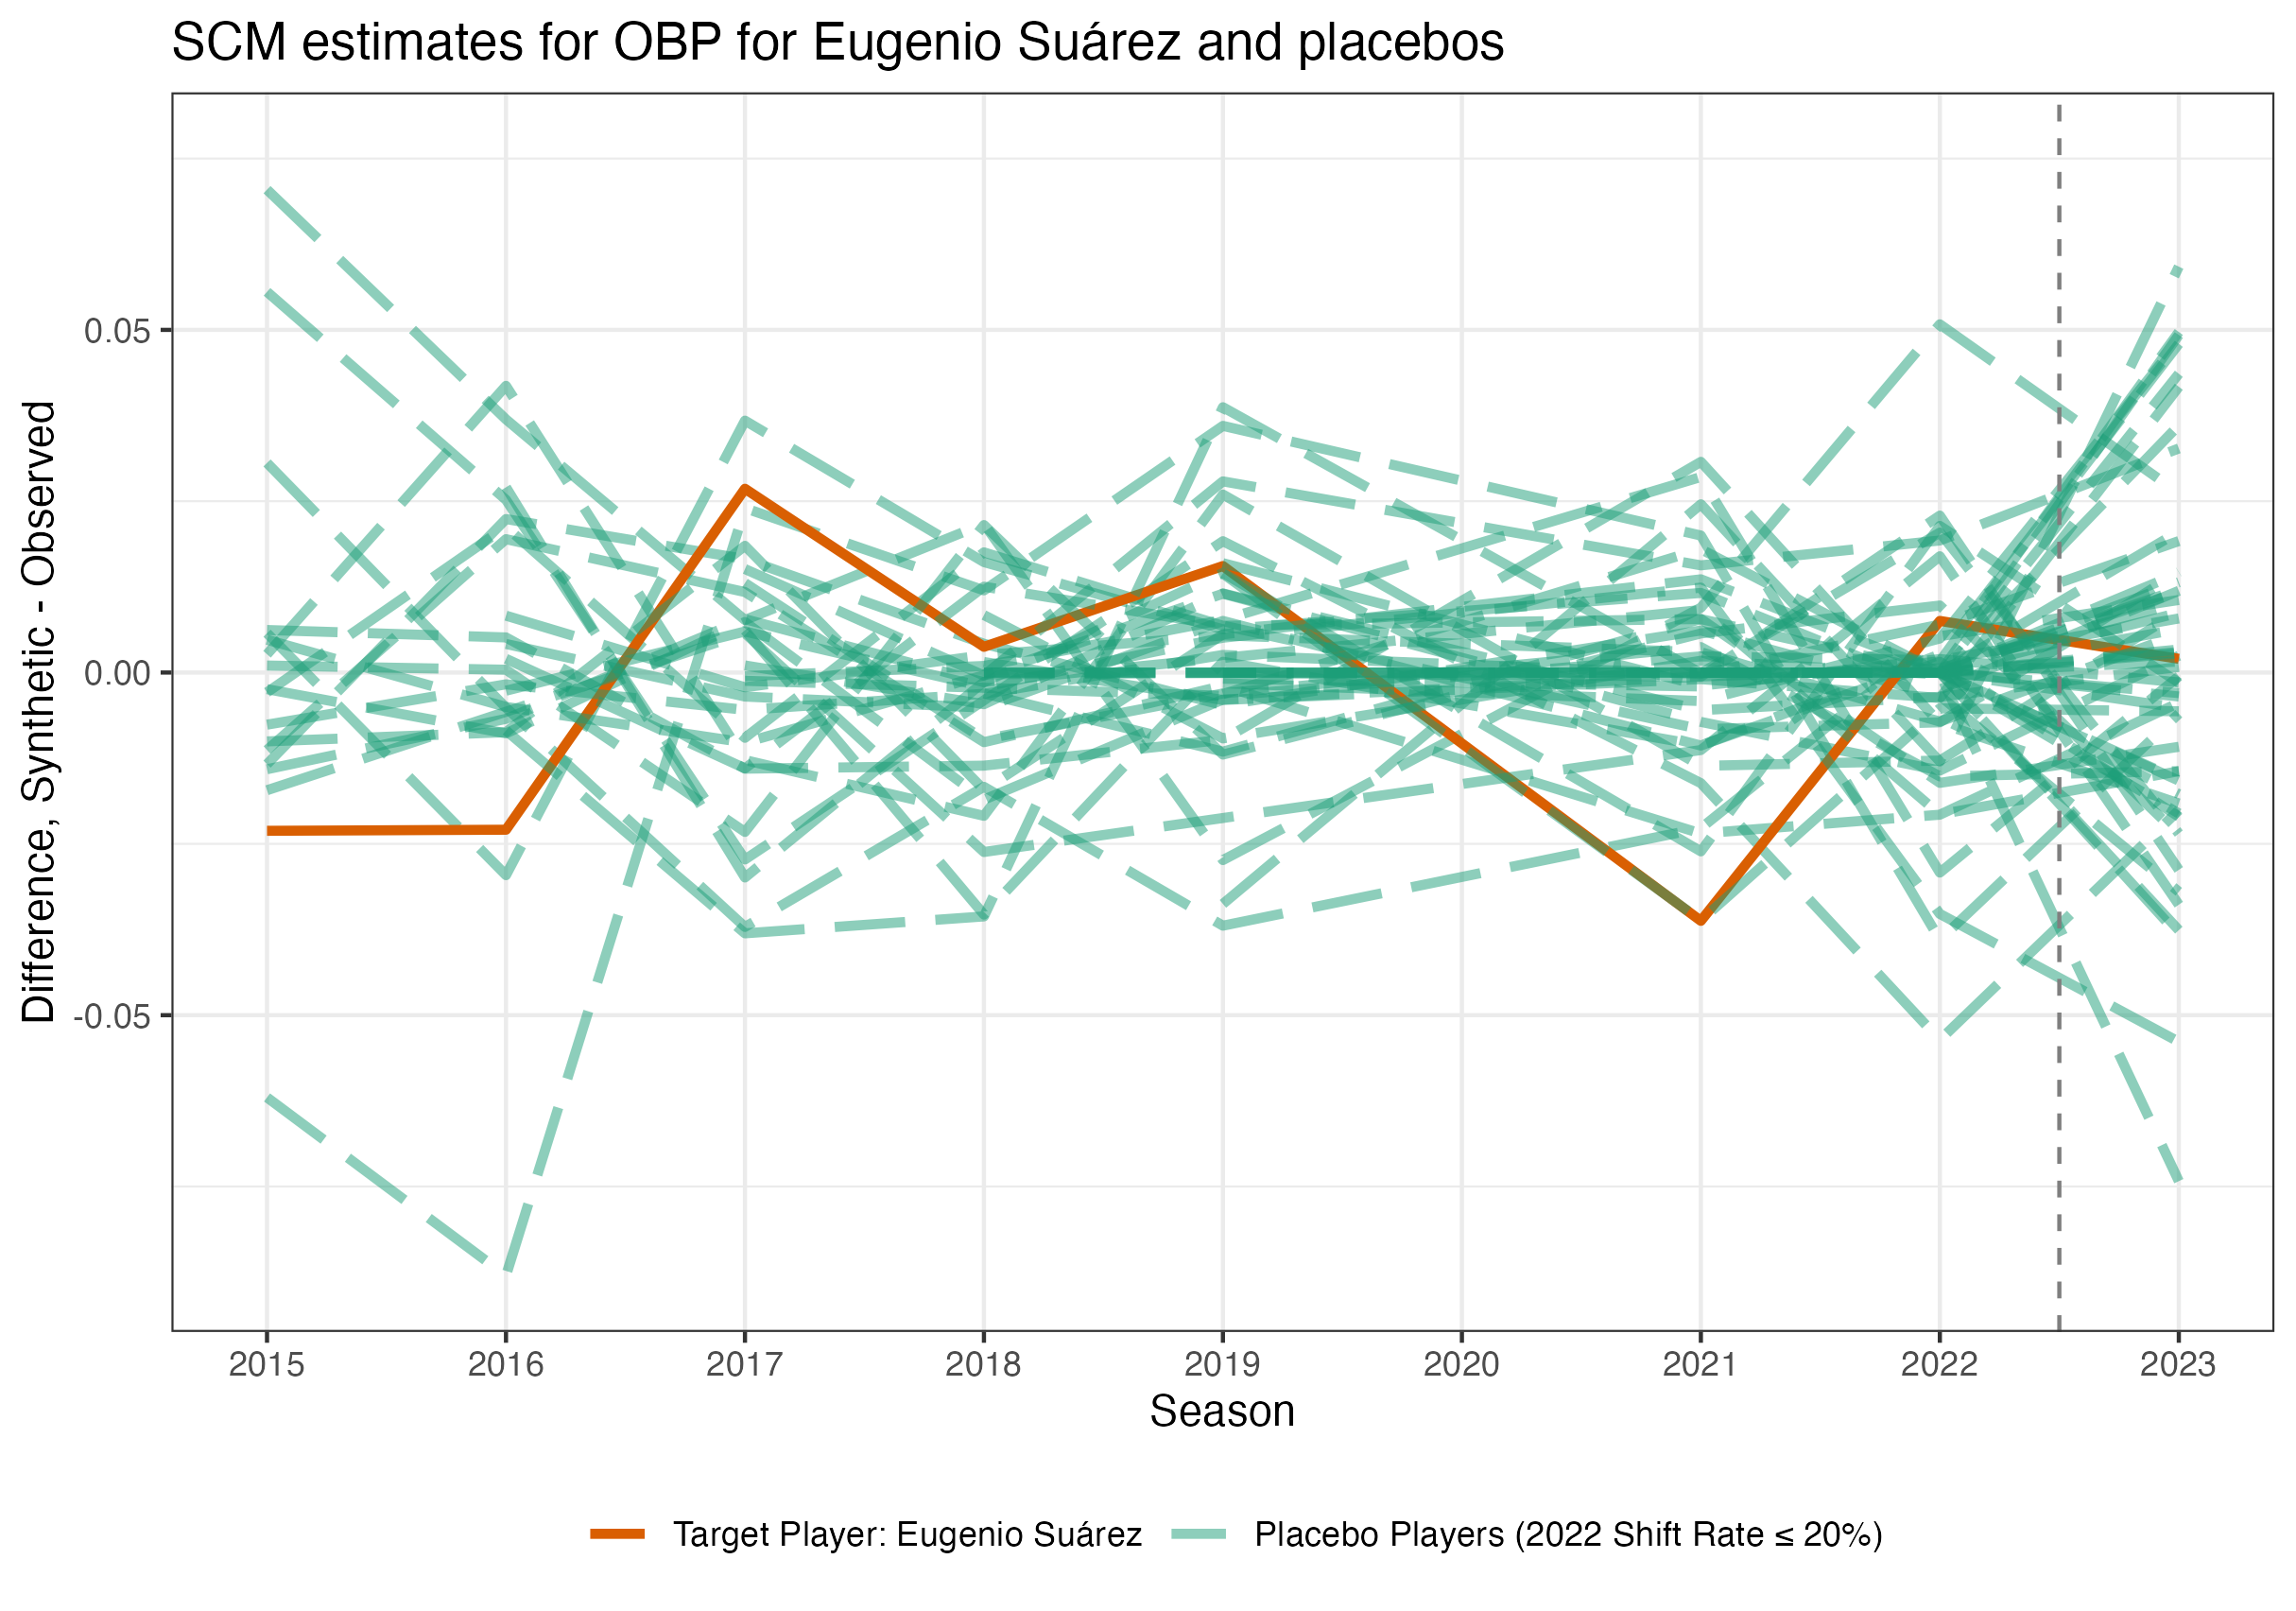 SCM estimates for OBP for Eugenio Suárez and placebos
Difference, Synthetic - Observed
0.05
0.00
-0.05
2015 2016 2017 2018 2019 2020 2021 2022 2023
Season
Target Player: Eugenio Suárez Placebo Players (2022 Shift Rate ≤ 20%)